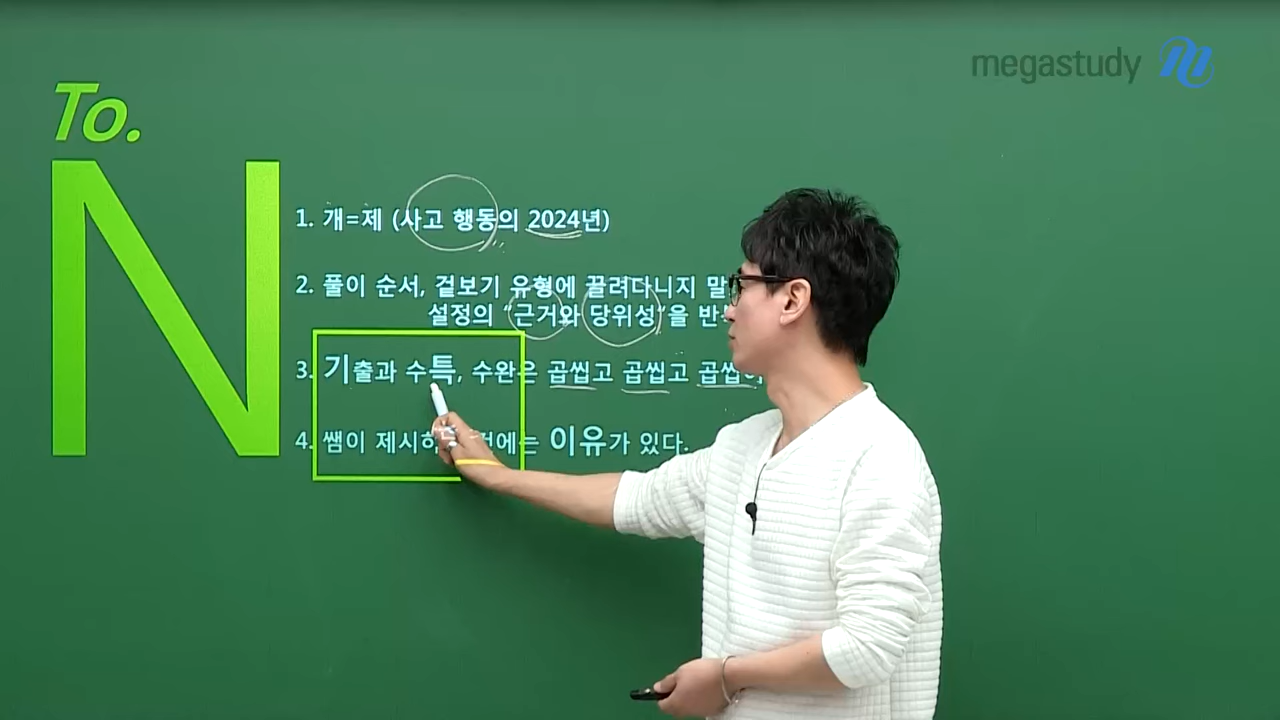 megastudy
To.
N
1. 개=제 (사고 행동의 2024년)
2. 풀이 순서, 겉보기 유형에 끌려다니지 말
설정의 “근거와 당위성”을 반
3. 기출과 수특, 수완은 곱씹고 곱씹고 곱씹
4. 쌤이 제시하 에는 이유가 있다.